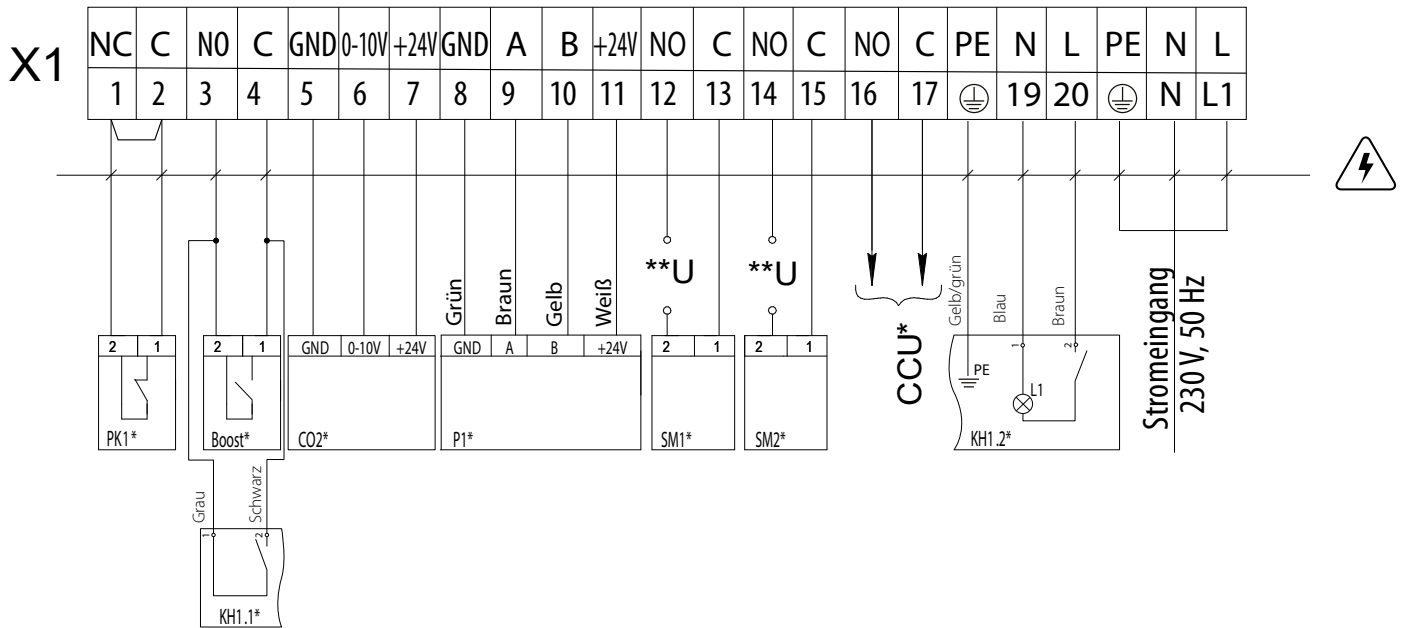 X1
NC C NO C GND 0-10V +24V GND A B +24V NO C NO C NO C PE N L PE N L
1 2 3 4 5 6 7 8 9 10 11 12 13 14 15 16 17 19 20 N L1
**U **U
Grün Braun Gelb Weiß
Gelb/grün Blau Braun
Stromeingang
230 V, 50 Hz
CCU*
2 1 2 1 GND 0-10V +24V GND A B +24V 2 1 2 1 1 2
PE
L1
PK1* Boost* CO2* P1* SM1* SM2* KH1.2*
Grau Schwarz
1 2
KH1.1*